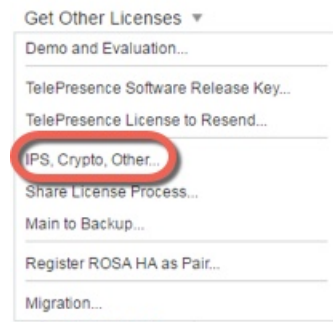 Get Other Licenses ▼
Demo and Evaluation...
TelePresence Software Release Key...
TelePresence License to Resend...
IPS, Crypto, Other...
Share License Process...
Main to Backup...
Register ROSA HA as Pair...
Migration...